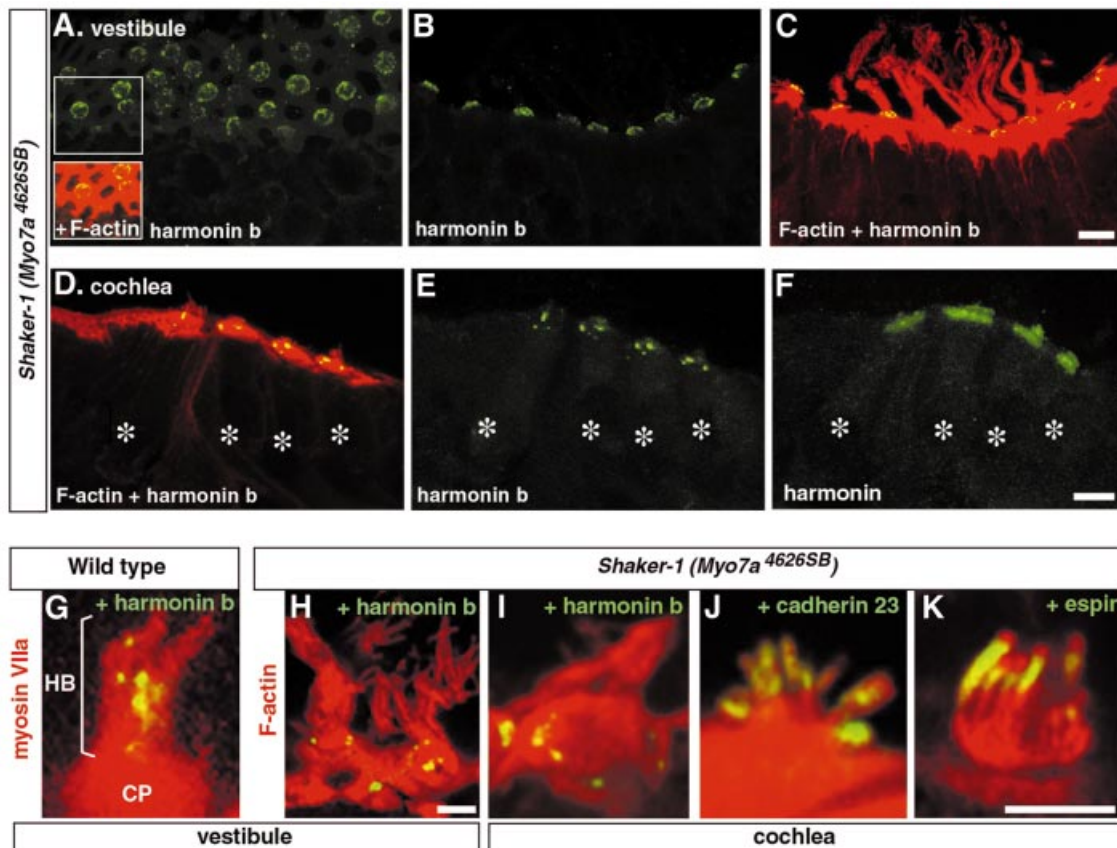 Shaker-1 (Myo7a 4626SB)
A. vestibule
+ F-actin harmonin b
B
harmonin b
C
F-actin + harmonin b
D. cochlea
*
*
*
*
F-actin + harmonin b
E
*
*
*
*
harmonin b
F
*
*
*
*
harmonin
Wild type
Shaker-1 (Myo7a 4626SB)
myosin VIIa
G + harmonin b
HB
CP
F-actin
H + harmonin b
I + harmonin b
J + cadherin 23
K + espin
vestibule
cochlea